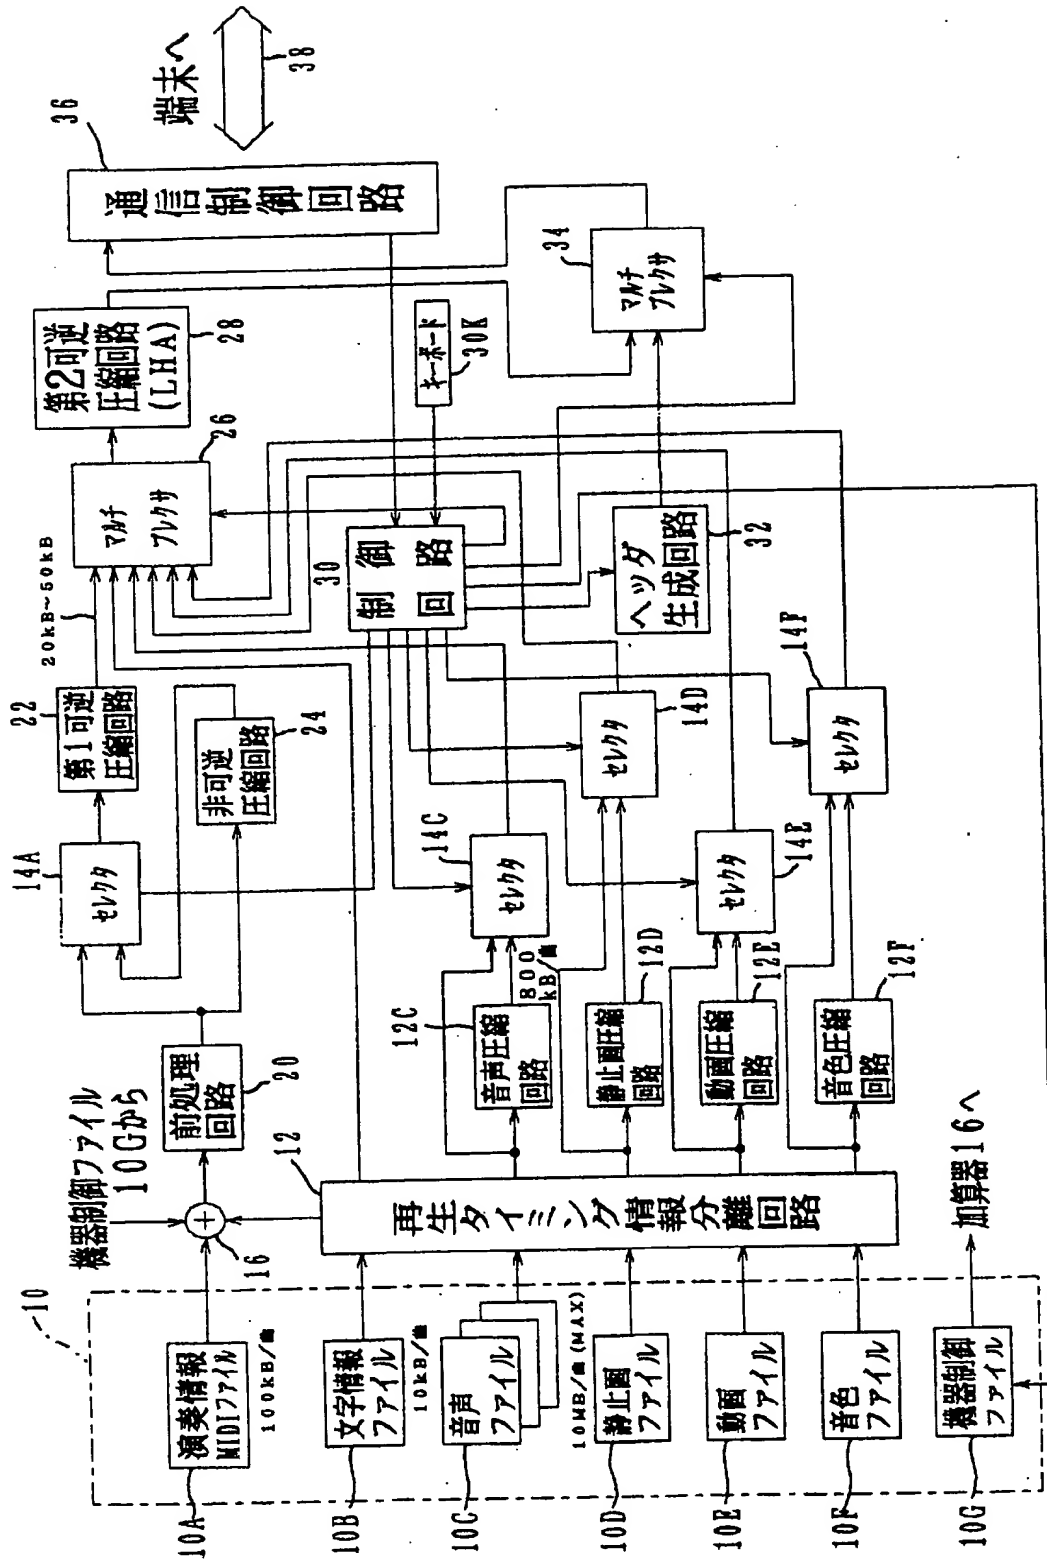 10
10A
演奏情報
MIDIファイル
100kB/曲
10B
文字情報
ファイル
10kB/曲
10C
音声
ファイル
10MB/曲(MAX)
10D
静止画
ファイル
10E
動画
ファイル
10F
音色
ファイル
10G
機器制御
ファイル
加算器16へ
機器制御ファイル
10Gから
+
16
12
再生タイミング情報分離回路
前処理
回路
20
12C
音声圧縮
回路
800
kB/曲
静止画圧縮
回路
12D
動画圧縮
回路
12E
音色圧縮
回路
12F
14A
セレクタ
14C
セレクタ
セレクタ
14D
セレクタ
14E
セレクタ
14F
22
第1可逆
圧縮回路
非可逆
圧縮回路
24
20kB~50kB
マルチ
プレクサ
26
第2可逆
圧縮回路
(LHA)
28
30
制御
回路
キーボード
30K
ヘッダ
生成回路
32
34
マルチ
プレクサ
36
通信制御回路
端末へ
38